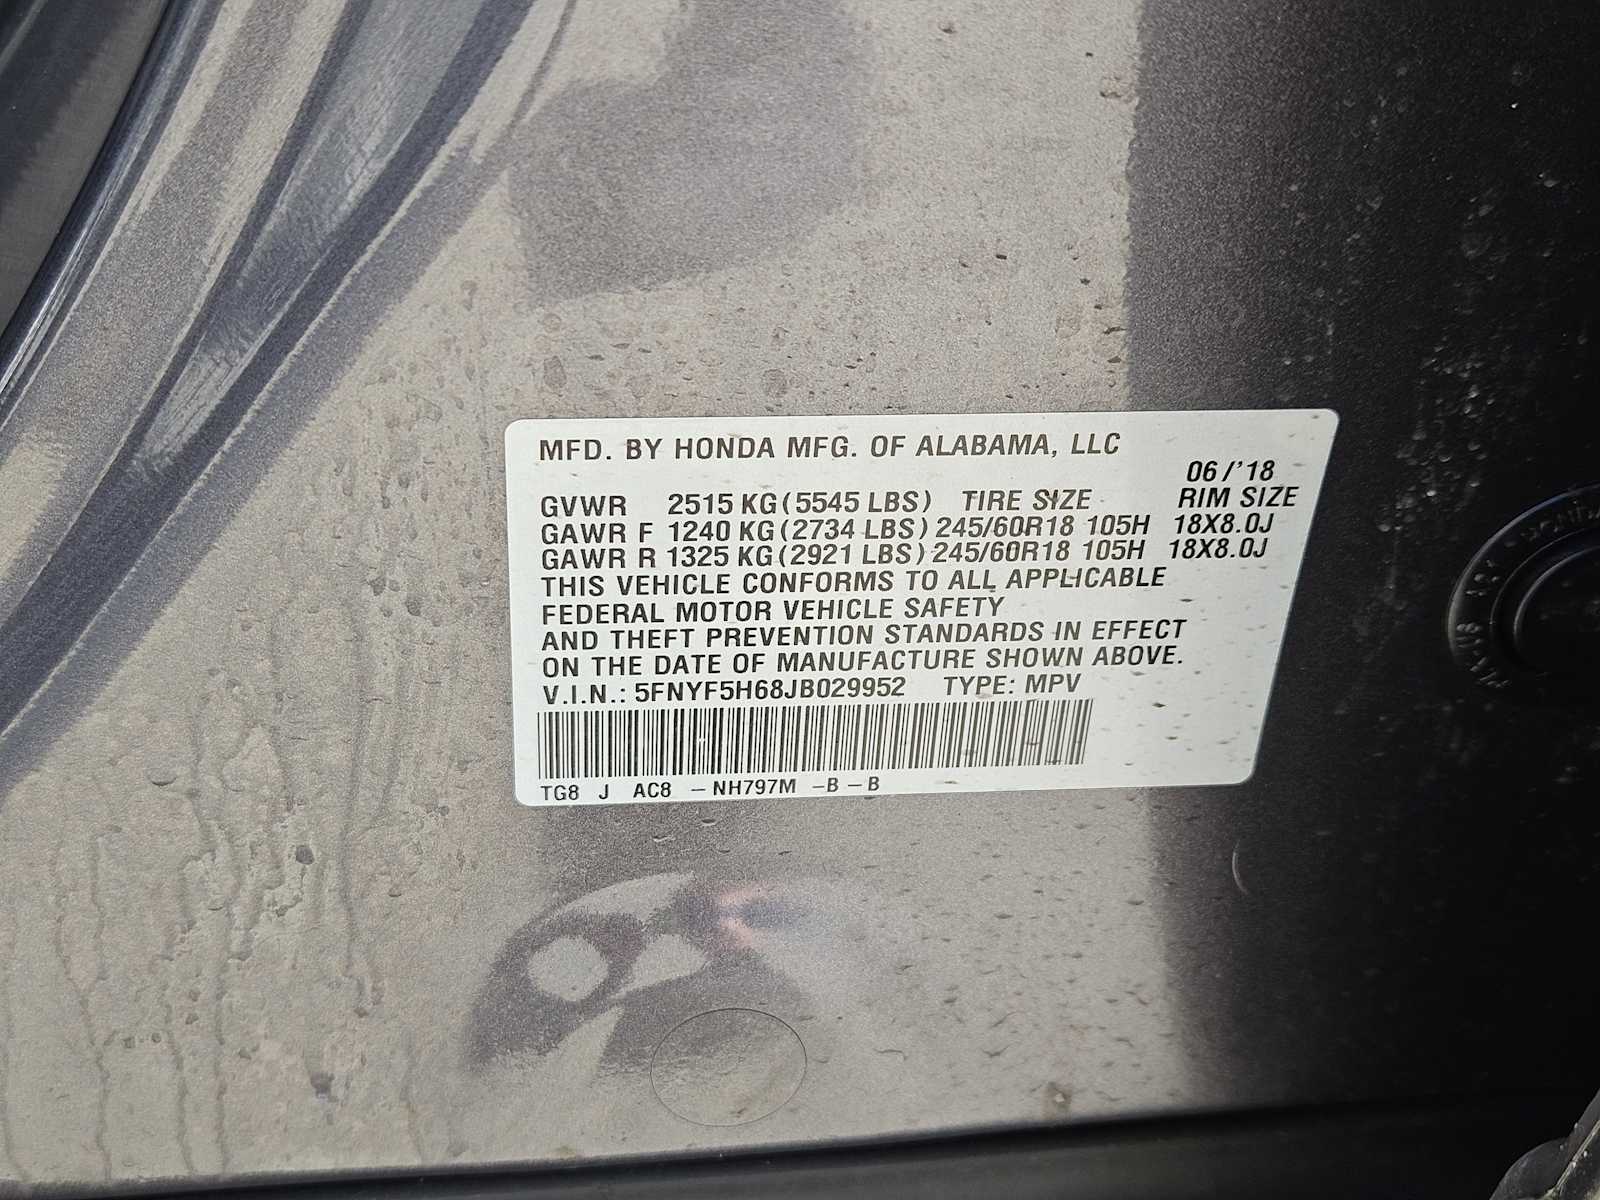 MFD. BY HONDA MFG. OF ALABAMA, LLC
06/'18
GVWR 2515 KG (5545 LBS) TIRE SIZE RIM SIZE
GAWR F 1240 KG (2734 LBS) 245/60R18 105H 18X8.0J
GAWR R 1325 KG (2921 LBS) 245/60R18 105H 18X8.0J
THIS VEHICLE CONFORMS TO ALL APPLICABLE
FEDERAL MOTOR VEHICLE SAFETY
AND THEFT PREVENTION STANDARDS IN EFFECT
ON THE DATE OF MANUFACTURE SHOWN ABOVE.
V.I.N.: 5FNYF5H68JB029952 TYPE: MPV
TG8 J AC8 – NH797M –B – B